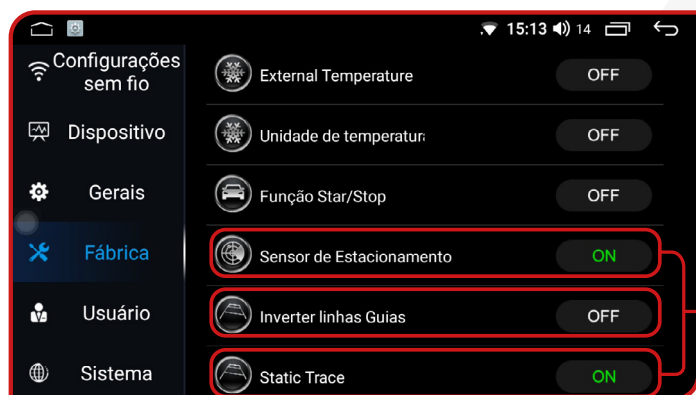 15:13 14
Configurações
sem fio
Dispositivo
Gerais
Fábrica
Usuário
Sistema
External Temperature OFF
Unidade de temperatur OFF
Função Star/Stop OFF
Sensor de Estacionamento ON
Inverter linhas Guias OFF
Static Trace ON